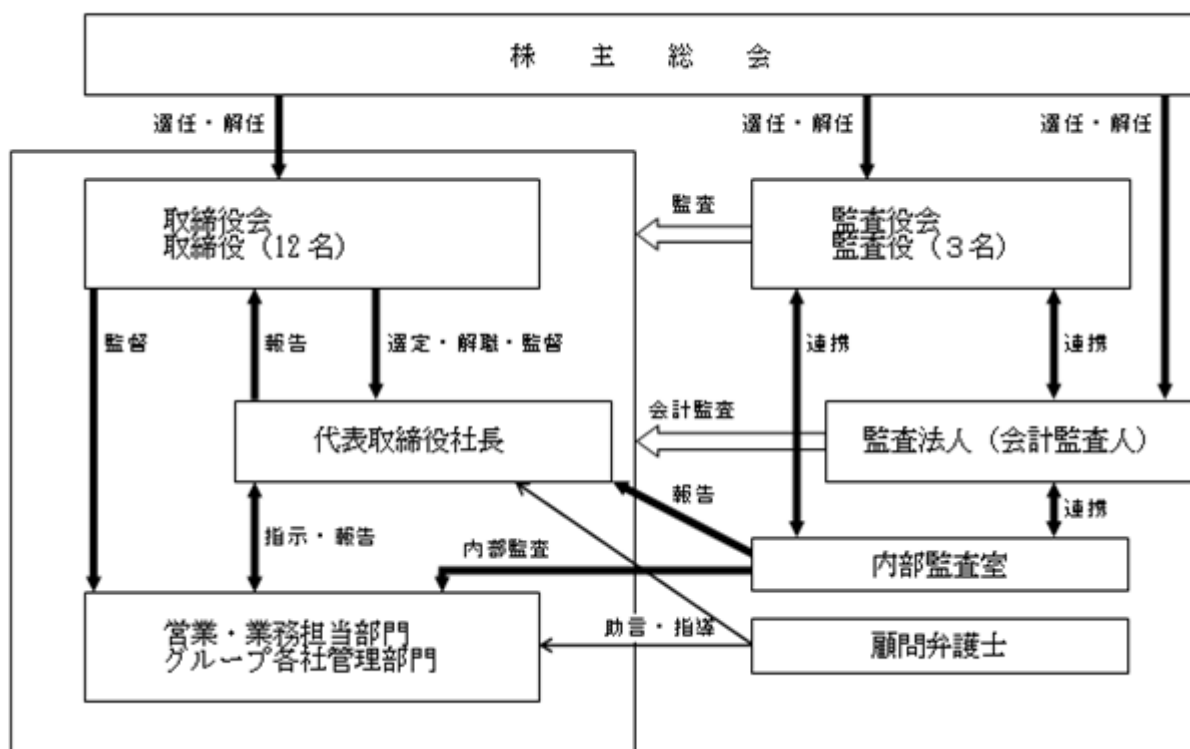 株主総会
選任・解任
選任・解任
選任・解任
取締役会
取締役(12名)
監査
監査役会
監査役(3名)
監督
報告
選定・解職・監督
連携
連携
代表取締役社長
会計監査
監査法人(会計監査人)
報告
連携
指示・報告
内部監査
内部監査室
営業・業務担当部門
グループ各社管理部門
助言・指導
顧問弁護士